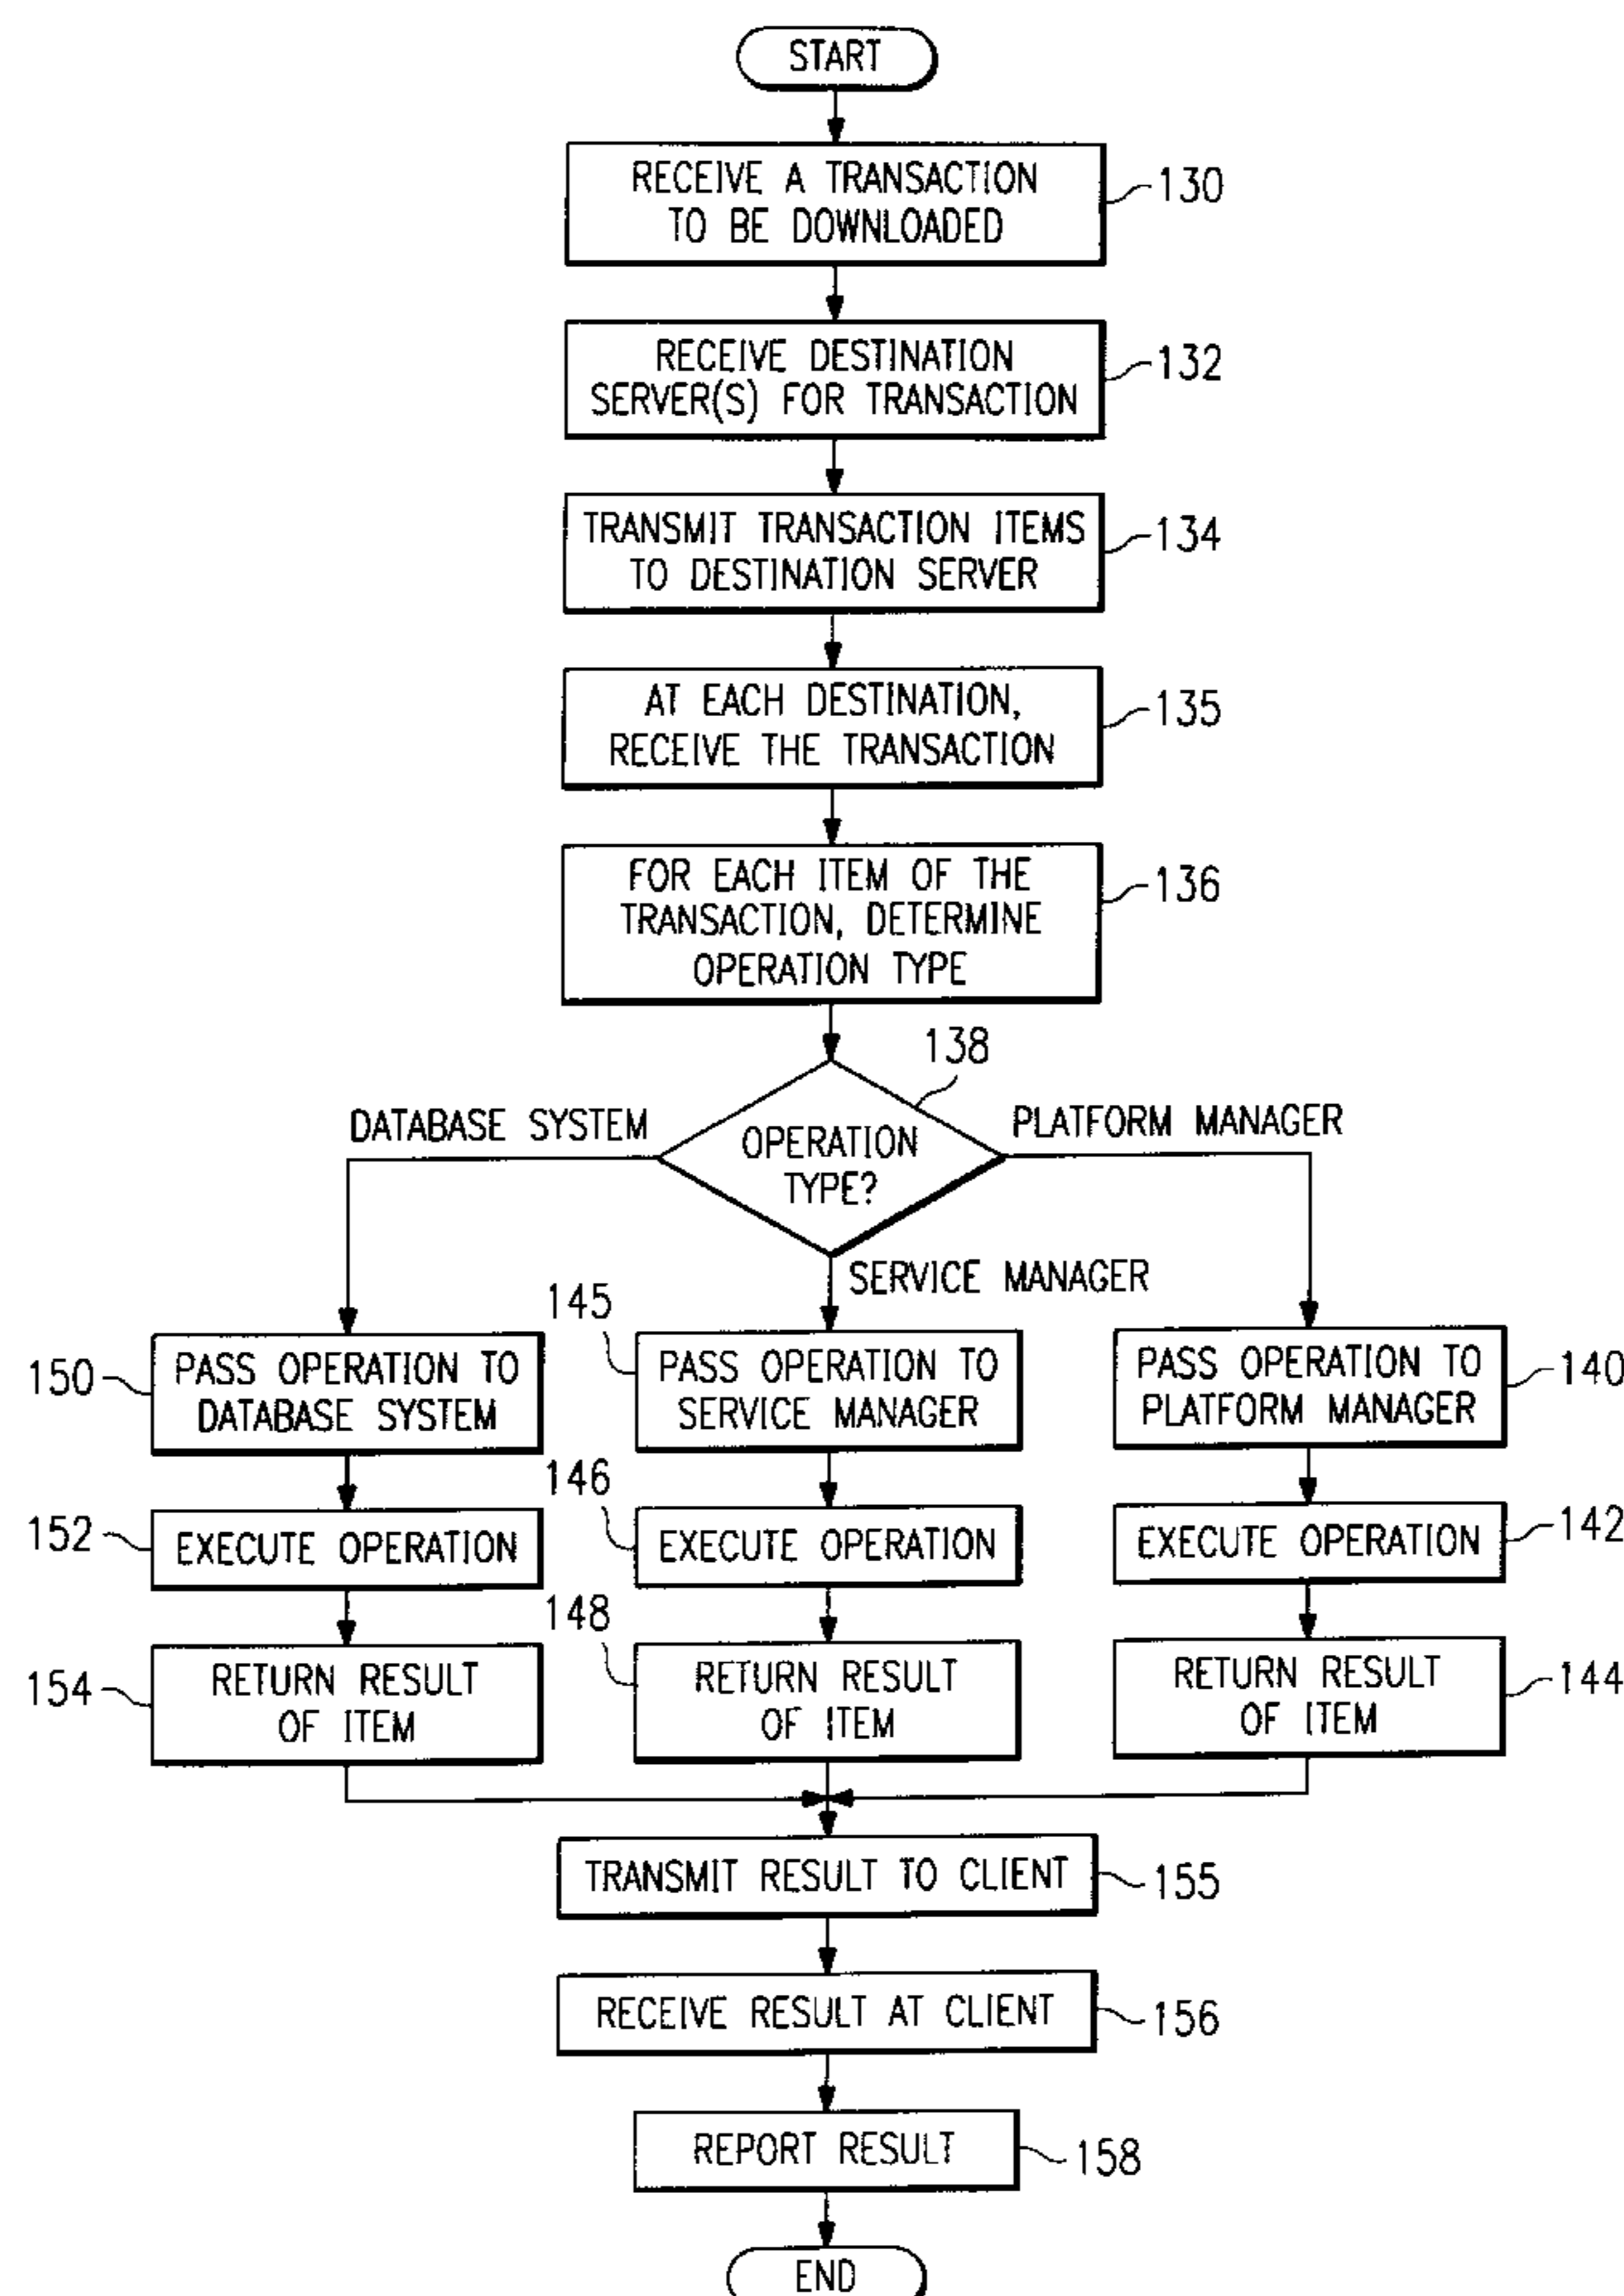 START
RECEIVE A TRANSACTION
TO BE DOWNLOADED
130
RECEIVE DESTINATION
SERVER(S) FOR TRANSACTION
132
TRANSMIT TRANSACTION ITEMS
TO DESTINATION SERVER
134
AT EACH DESTINATION,
RECEIVE THE TRANSACTION
135
FOR EACH ITEM OF THE
TRANSACTION, DETERMINE
OPERATION TYPE
136
138
OPERATION
TYPE?
DATABASE SYSTEM
PLATFORM MANAGER
SERVICE MANAGER
150
PASS OPERATION TO
DATABASE SYSTEM
145
PASS OPERATION TO
SERVICE MANAGER
PASS OPERATION TO
PLATFORM MANAGER
140
152
EXECUTE OPERATION
146
EXECUTE OPERATION
EXECUTE OPERATION
142
154
RETURN RESULT
OF ITEM
148
RETURN RESULT
OF ITEM
RETURN RESULT
OF ITEM
144
TRANSMIT RESULT TO CLIENT
155
RECEIVE RESULT AT CLIENT
156
REPORT RESULT
158
END